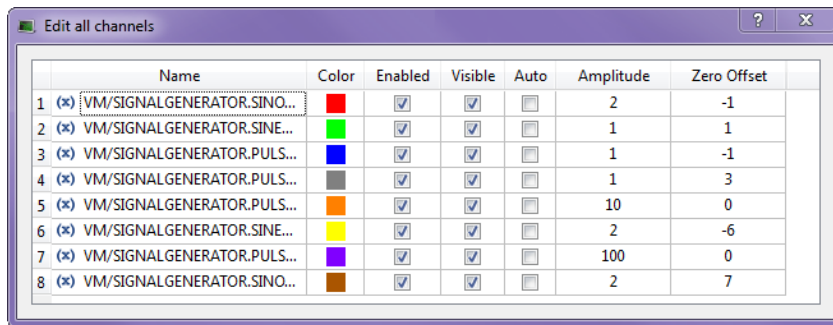 Edit all channels
Name Color Enabled Visible Auto Amplitude Zero Offset
1 (x) VM/SIGNALGENERATOR.SINO... 2 -1
2 (x) VM/SIGNALGENERATOR.SINE... 1 1
3 (x) VM/SIGNALGENERATOR.PULS... 1 -1
4 (x) VM/SIGNALGENERATOR.PULS... 1 3
5 (x) VM/SIGNALGENERATOR.PULS... 10 0
6 (x) VM/SIGNALGENERATOR.SINE... 2 -6
7 (x) VM/SIGNALGENERATOR.PULS... 100 0
8 (x) VM/SIGNALGENERATOR.SINO... 2 7